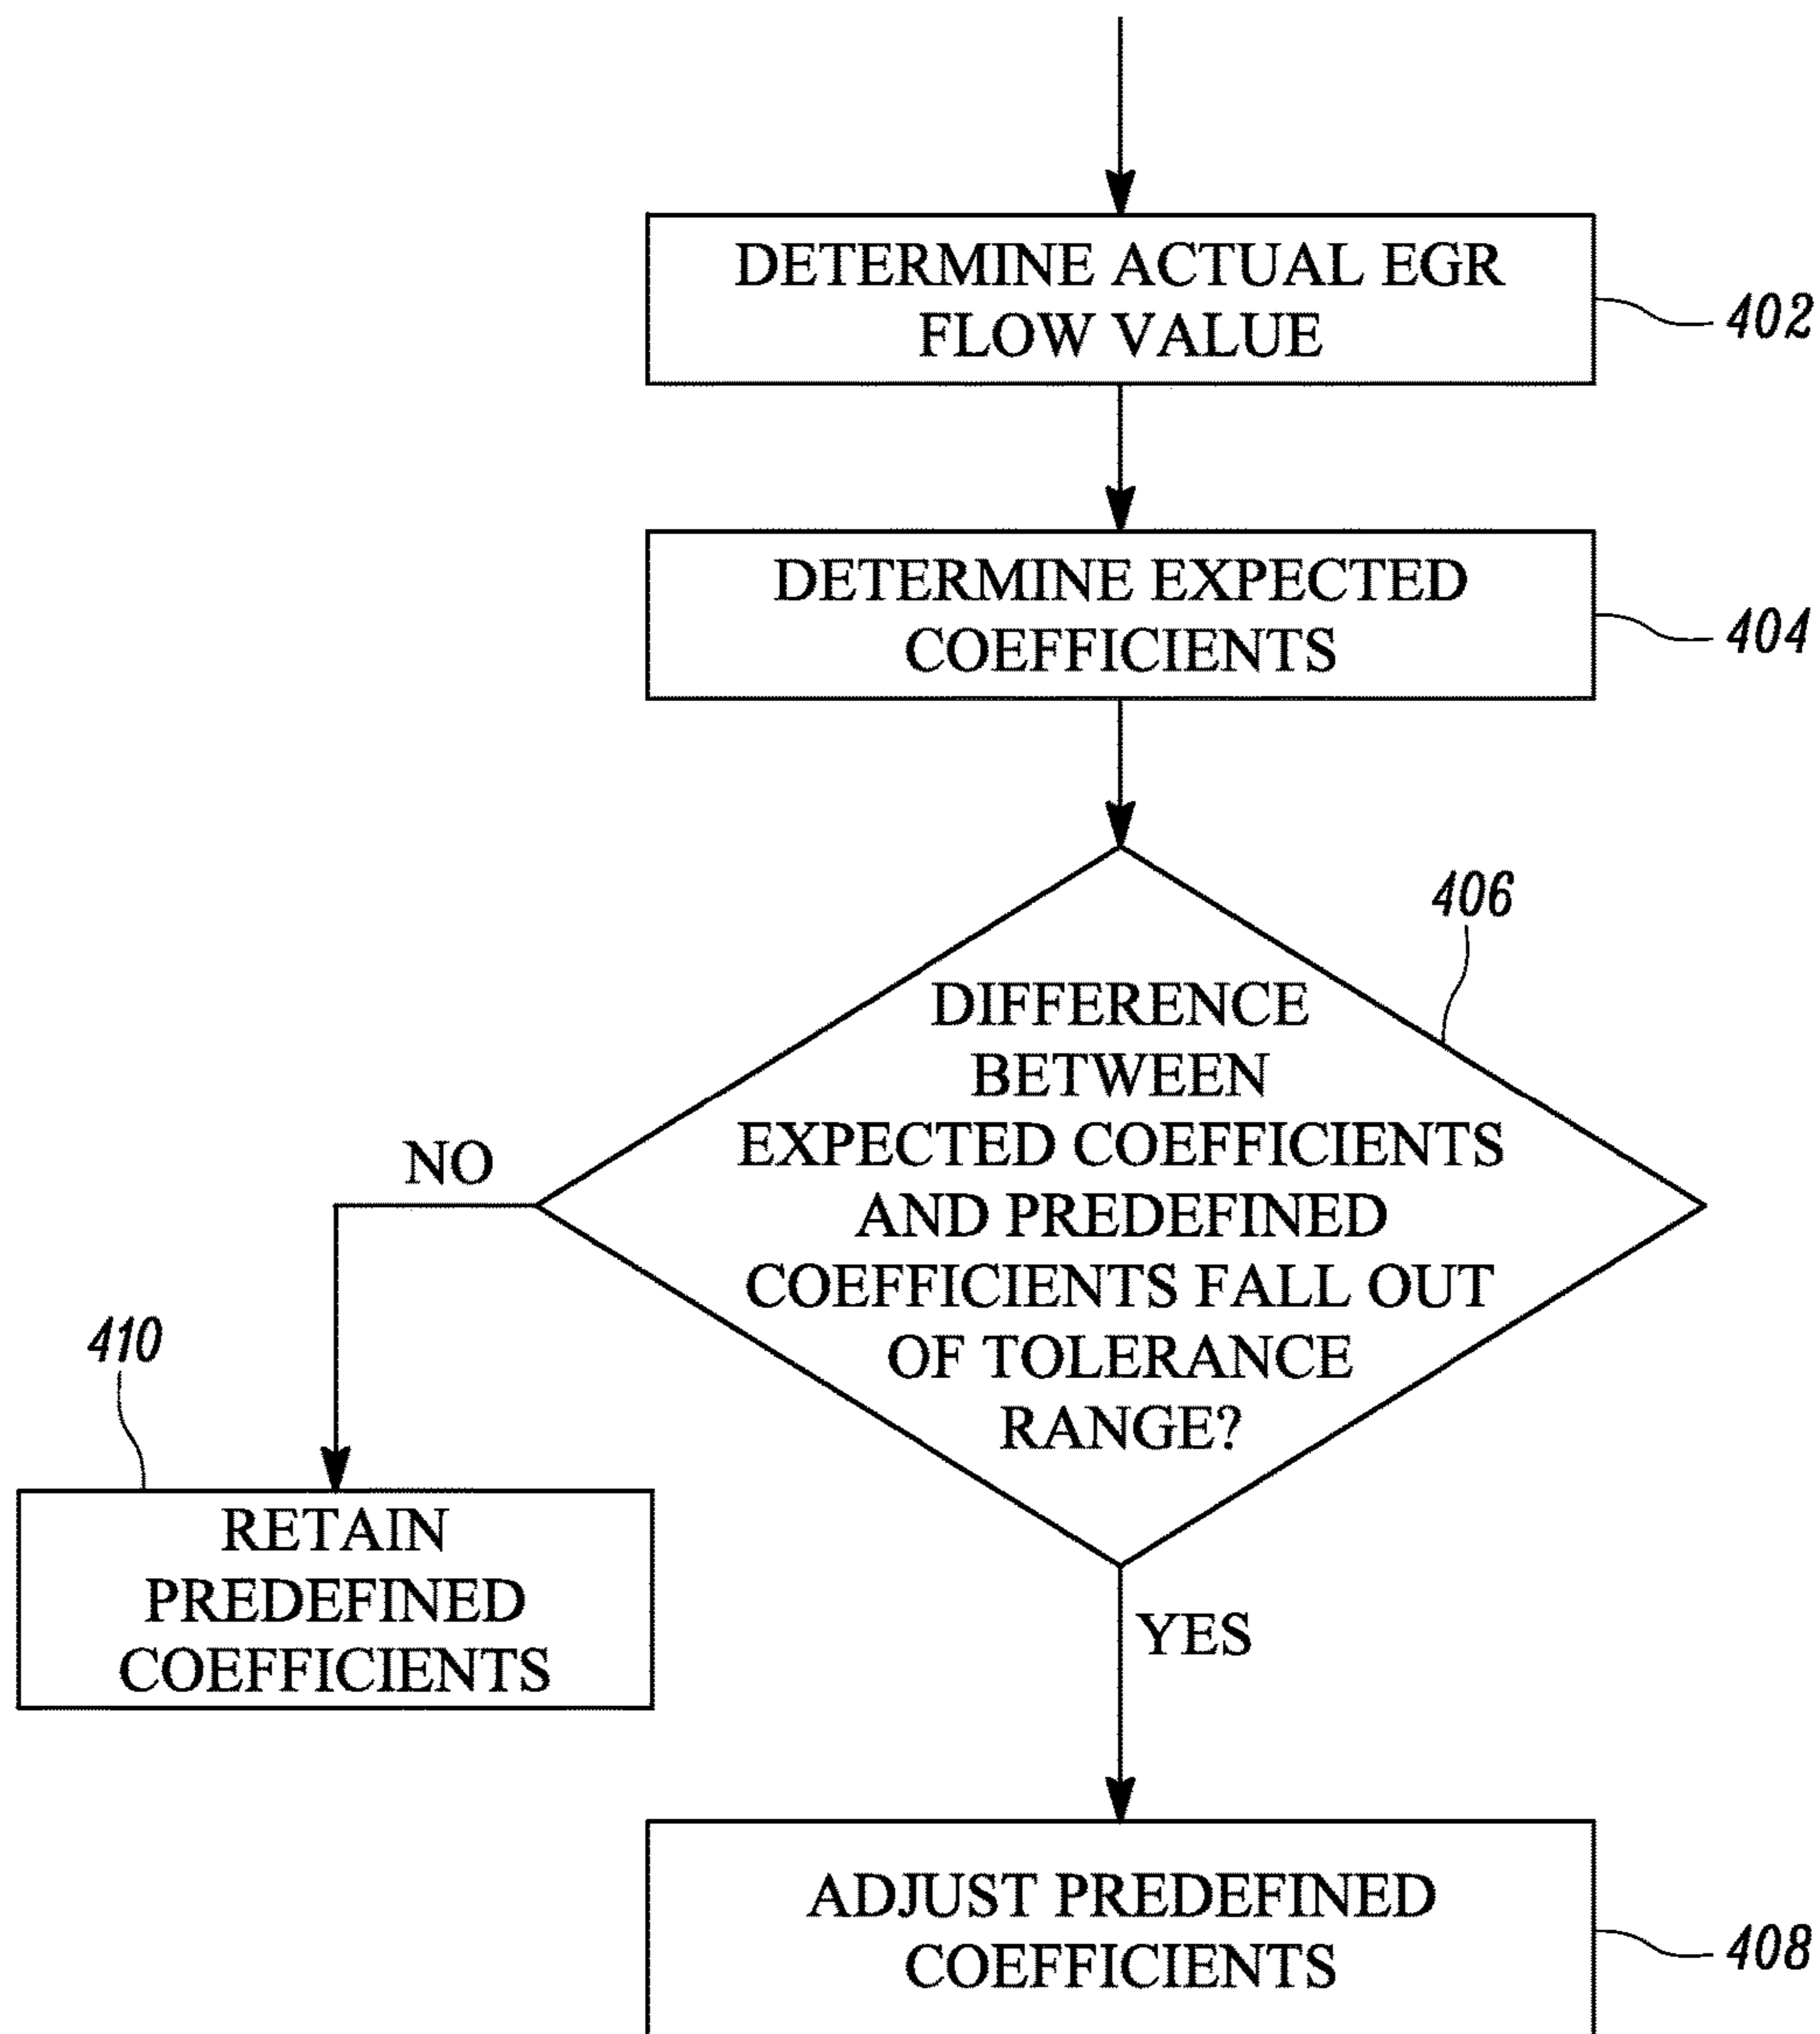 DETERMINE ACTUAL EGR
FLOW VALUE
402
DETERMINE EXPECTED
COEFFICIENTS
404
406
DIFFERENCE
BETWEEN
EXPECTED COEFFICIENTS
AND PREDEFINED
COEFFICIENTS FALL OUT
OF TOLERANCE
RANGE?
NO
410
RETAIN
PREDEFINED
COEFFICIENTS
YES
ADJUST PREDEFINED
COEFFICIENTS
408